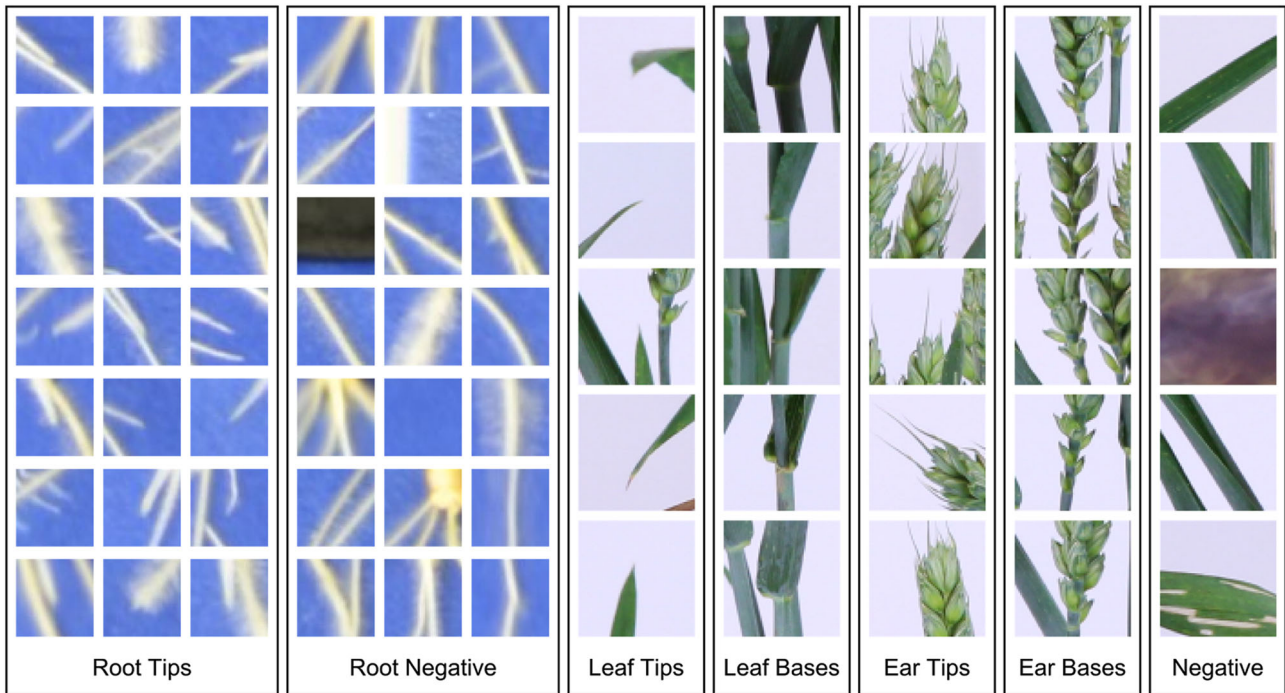 Root Tips
Root Negative
Leaf Tips
Leaf Bases
Ear Tips
Ear Bases
Negative